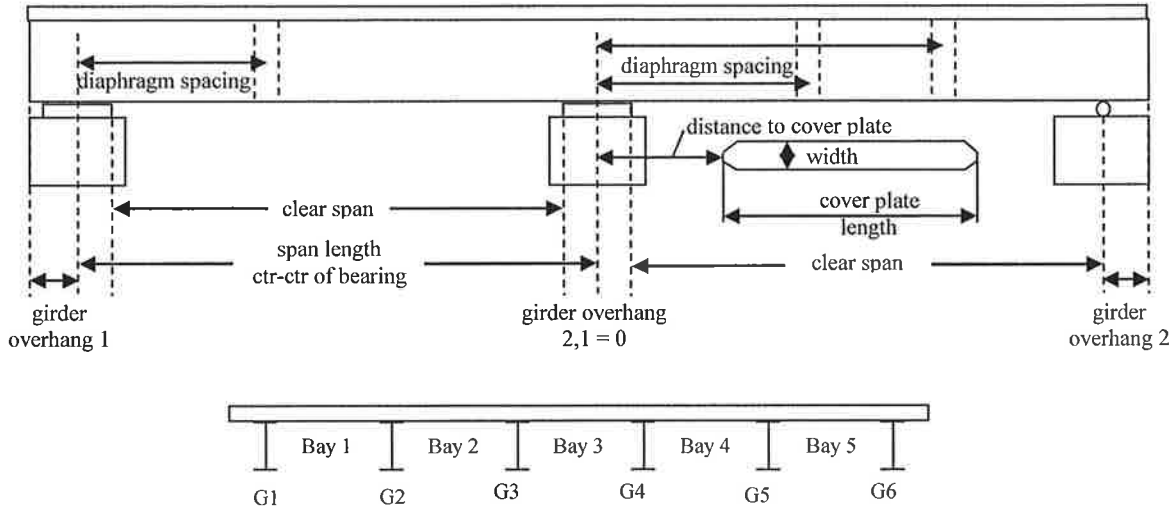 diaphragm spacing
diaphragm spacing
distance to cover plate
width
clear span
cover plate
length
span length
ctr-ctr of bearing
clear span
girder
overhang 1
girder overhang
2,1 = 0
girder
overhang 2
Bay 1
Bay 2
Bay 3
Bay 4
Bay 5
G1
G2
G3
G4
G5
G6